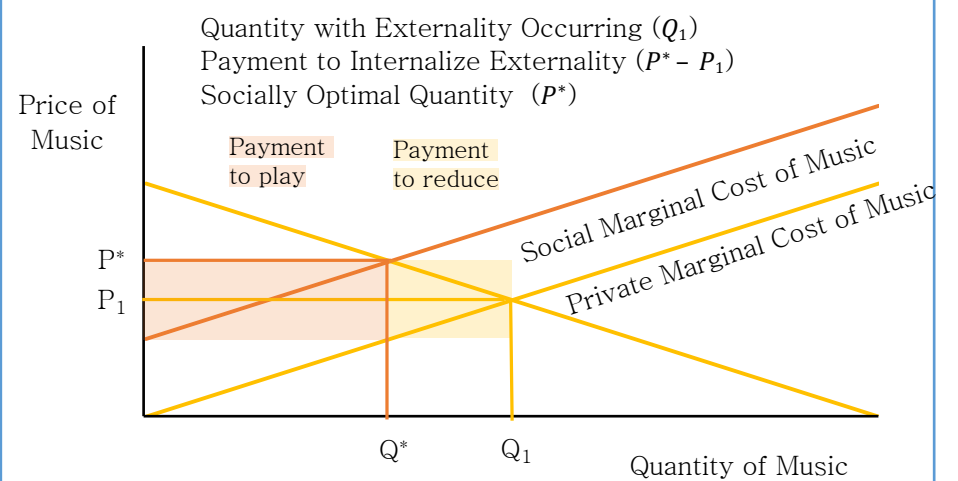 Quantity with Externality Occurring (Q₁)
Payment to Internalize Externality (P* – P₁)
Socially Optimal Quantity (P*)
Price of
Music
Payment
to play
Payment
to reduce
Social Marginal Cost of Music
Private Marginal Cost of Music
P*
P₁
Q*
Q₁
Quantity of Music